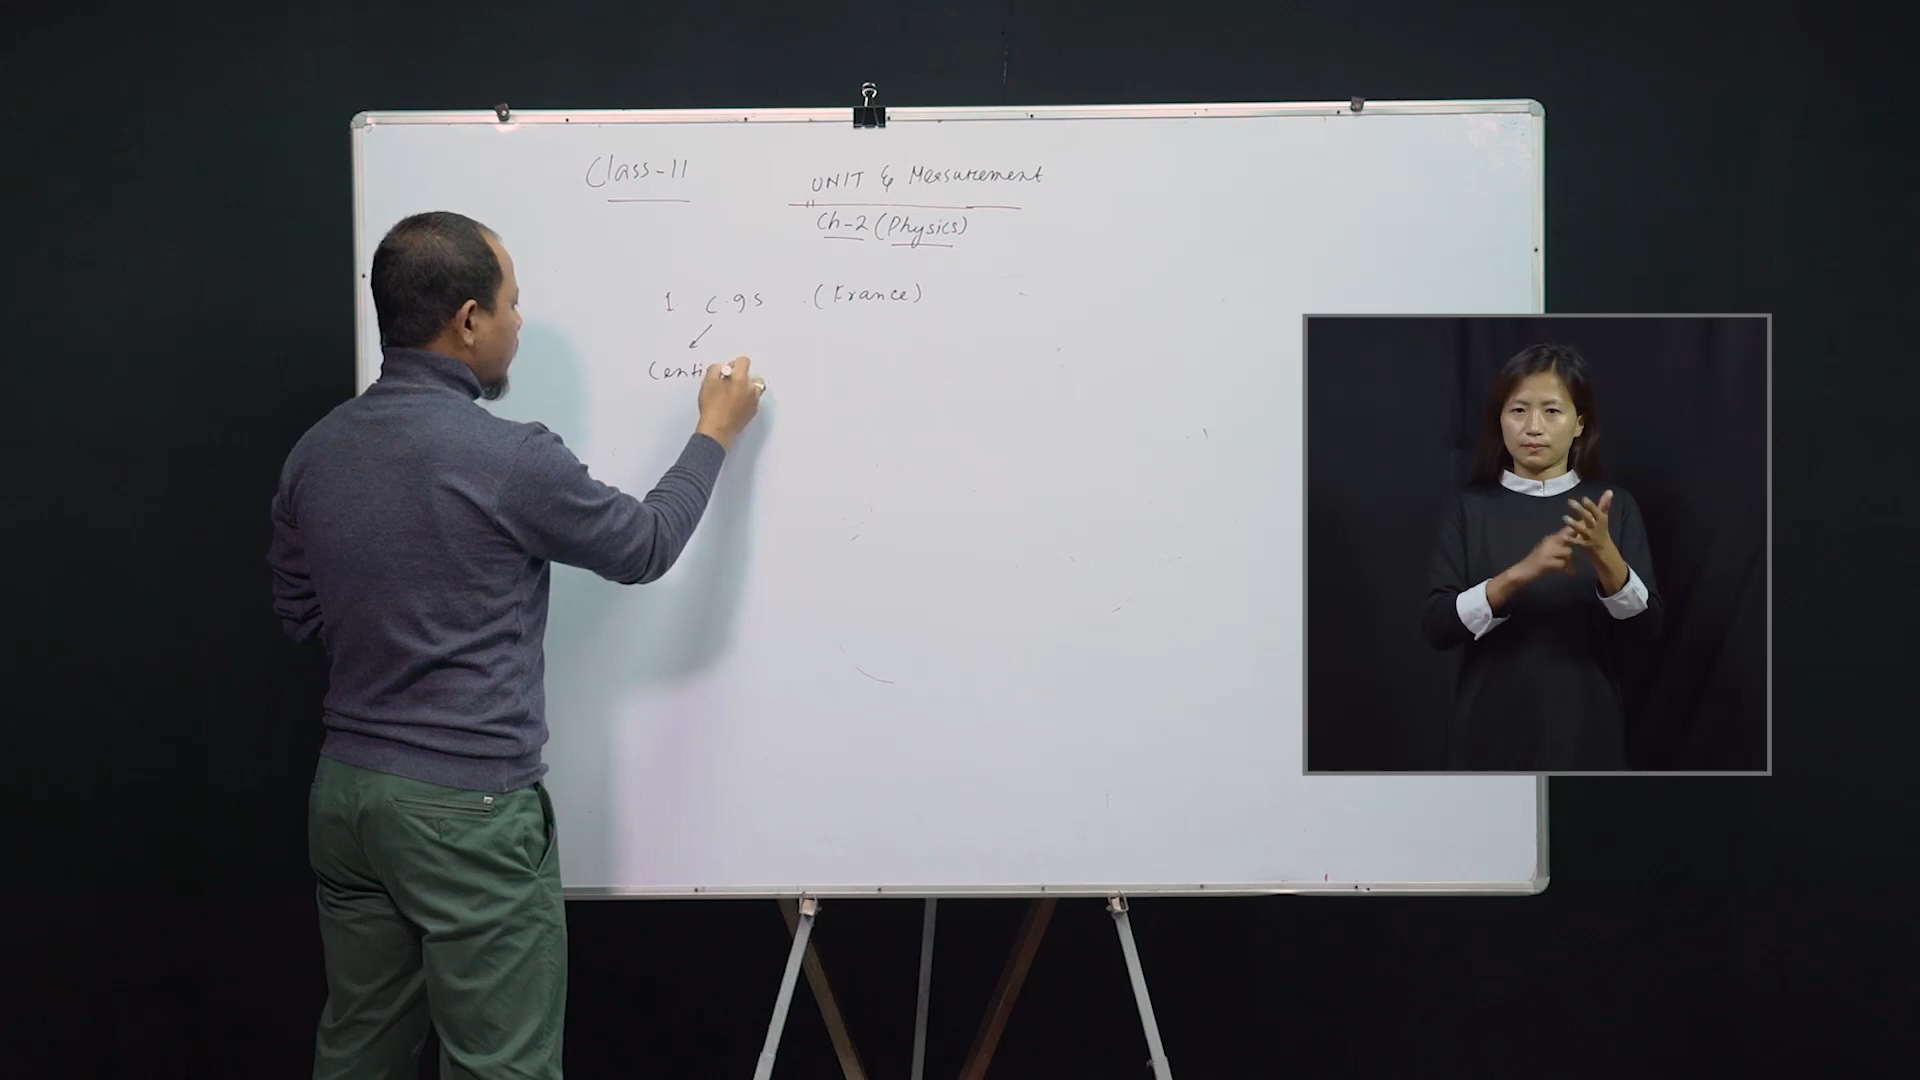 Class-11
UNIT & Measurement
Ch-2 (Physics)
1. C.g s (France)
Centi